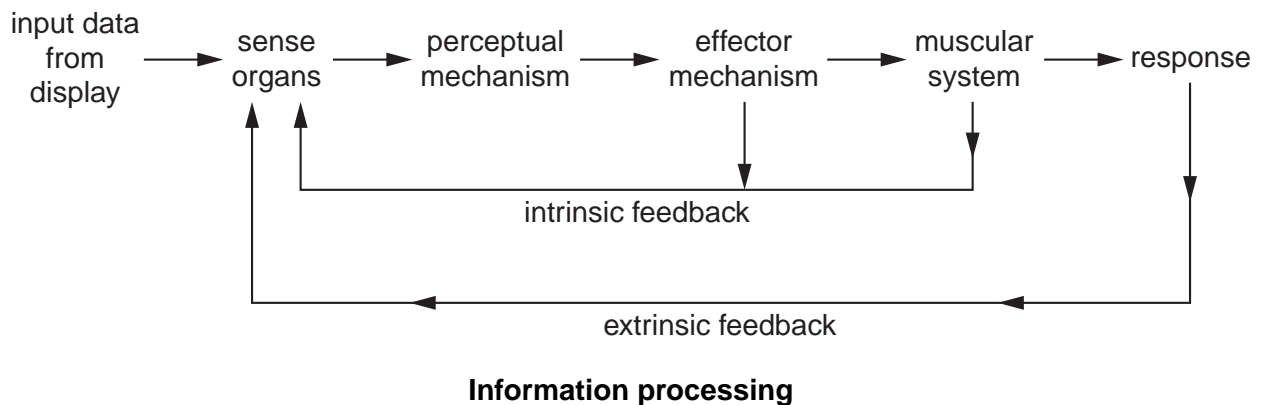 input data
from
display
sense
organs
perceptual
mechanism
effector
mechanism
muscular
system
response
intrinsic feedback
extrinsic feedback
Information processing